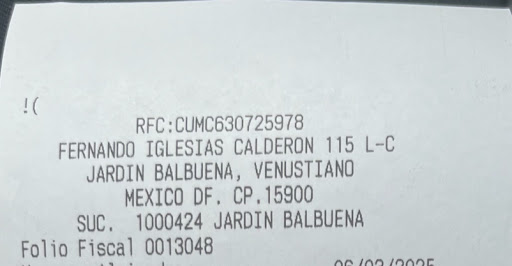 !(
RFC:CUMC630725978
FERNANDO IGLESIAS CALDERON 115 L-C
JARDIN BALBUENA, VENUSTIANO
MEXICO DF. CP.15900
SUC. 1000424 JARDIN BALBUENA
Folio Fiscal 0013048